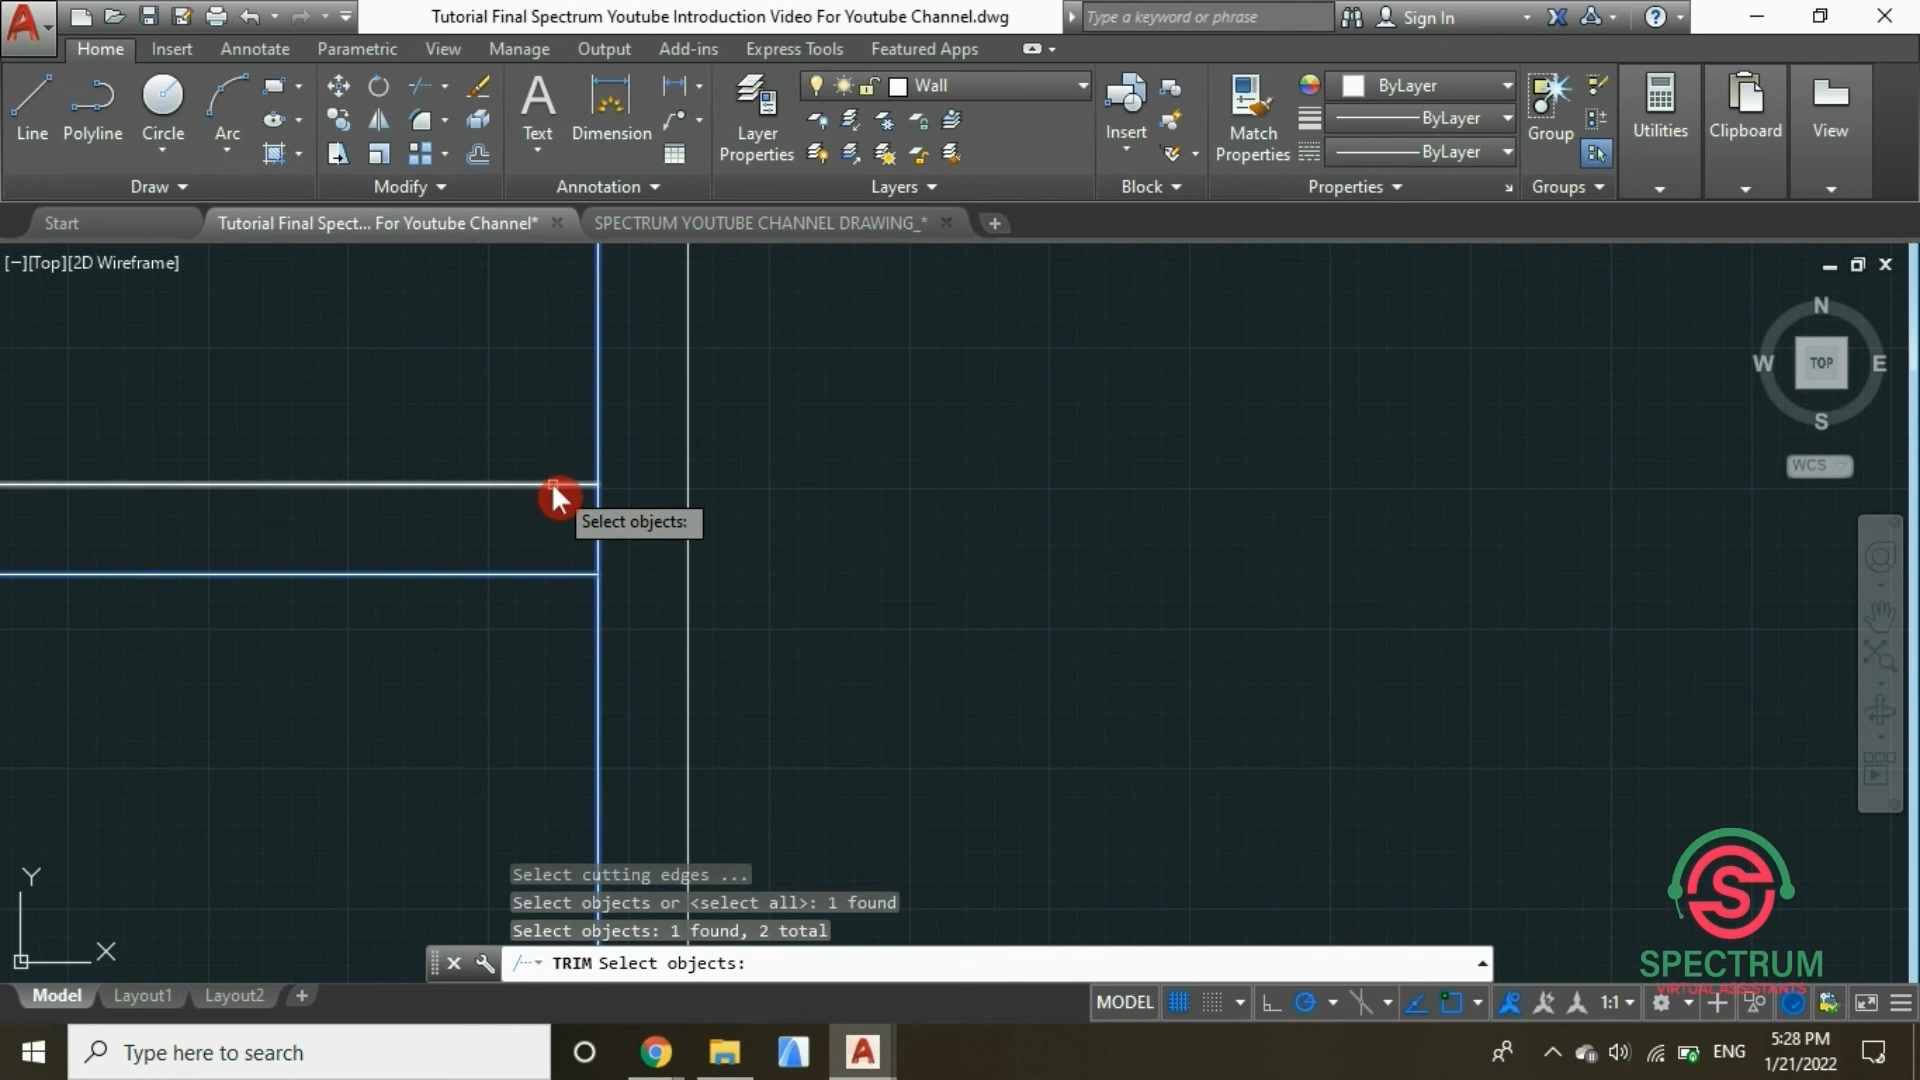 Tutorial Final Spectrum Youtube Introduction Video For Youtube Channel.dwg
Type a keyword or phrase
Sign In
Home Insert Annotate Parametric View Manage Output Add-ins Express Tools Featured Apps
Wall
ByLayer
ByLayer
ByLayer
Line Polyline Circle Arc
Text Dimension
Layer Properties
Insert
Match Properties
Group
Utilities Clipboard View
Draw Modify Annotation Layers Block Properties Groups
Start
Tutorial Final Spect... For Youtube Channel*
SPECTRUM YOUTUBE CHANNEL DRAWING_*
[−][Top][2D Wireframe]
N
W TOP E
S
WCS
Select objects:
Select cutting edges ...
Select objects or <select all>: 1 found
Select objects: 1 found, 2 total
TRIM Select objects:
Y
X
S
SPECTRUM
VIRTUAL ASSISTANTS
Model Layout1 Layout2
MODEL
1:1
Type here to search
ENG
5:28 PM
1/21/2022